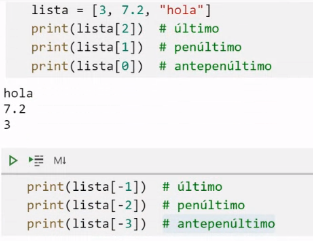 lista = [3, 7.2, "hola"]
print(lista[2])  # último
print(lista[1])  # penúltimo
print(lista[0])  # antepenúltimo
hola
7.2
3
M↓
print(lista[-1])  # último
print(lista[-2])  # penúltimo
print(lista[-3])  # antepenúltimo